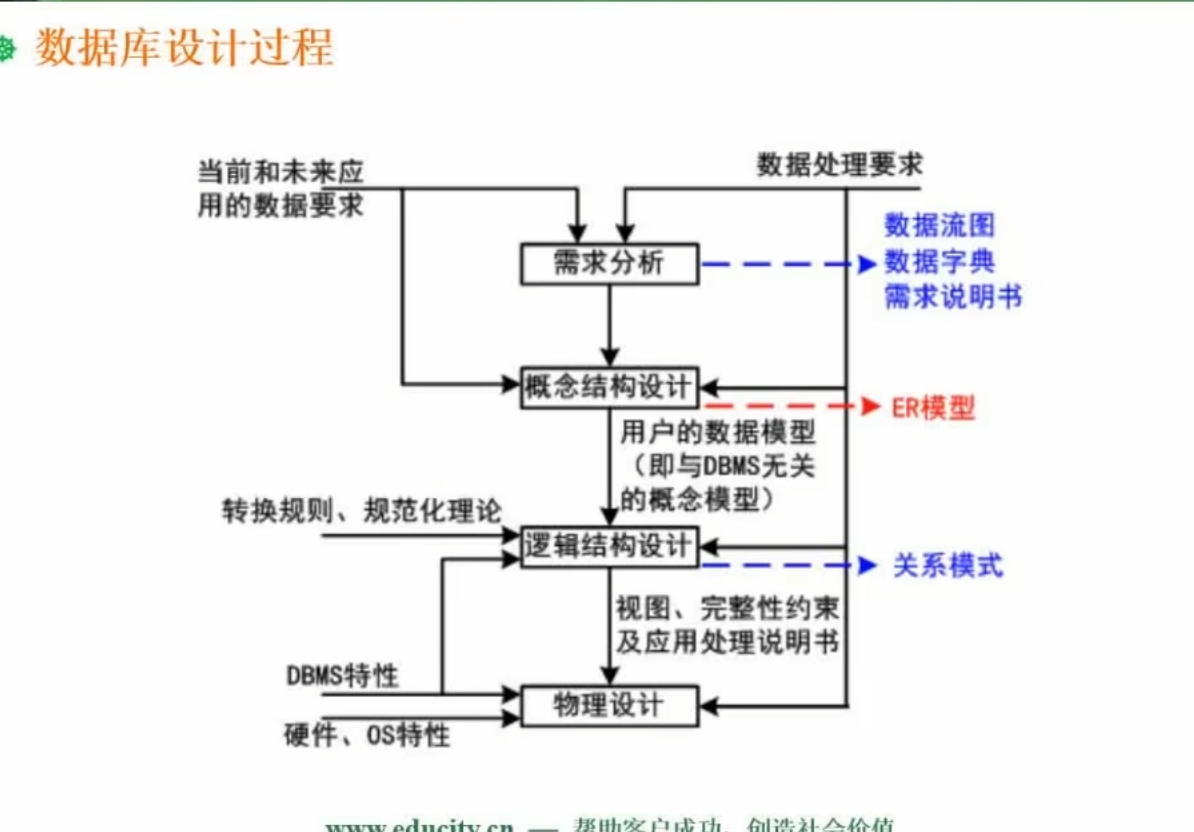 数据库设计过程
当前和未来应
用的数据要求
数据处理要求
数据流图
数据字典
需求说明书
需求分析
概念结构设计
ER模型
用户的数据模型
（即与DBMS无关
的概念模型）
转换规则、规范化理论
逻辑结构设计
关系模式
视图、完整性约束
及应用处理说明书
DBMS特性
物理设计
硬件、OS特性
www.educity.cn — 帮助客户成功，创造社会价值